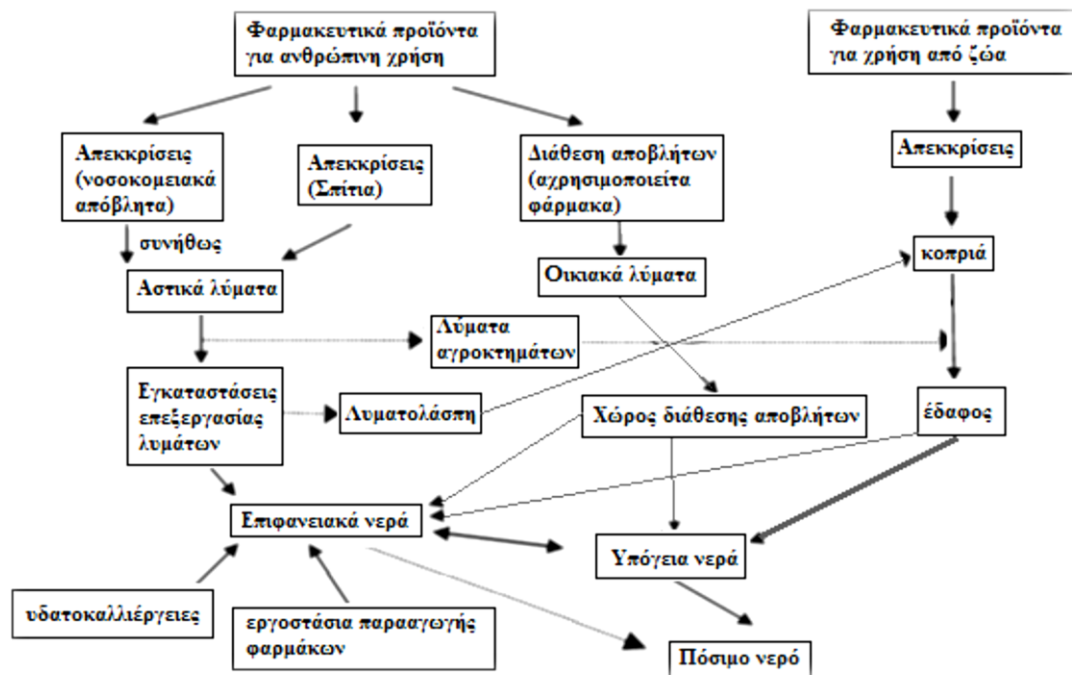 Φαρμακευτικά προϊόντα
για ανθρώπινη χρήση
Φαρμακευτικά προϊόντα
για χρήση από ζώα
Απεκκρίσεις
(νοσοκομειακά
απόβλητα)
Απεκκρίσεις
(Σπίτια)
Διάθεση αποβλήτων
(αχρησιμοποιείτα
φάρμακα)
Απεκκρίσεις
συνήθως
κοπριά
Αστικά λύματα
Οικιακά λύματα
Λύματα
αγροκτημάτων
Εγκαταστάσεις
επεξεργασίας
λυμάτων
Λυματολάσπη
Χώρος διάθεσης αποβλήτων
έδαφος
Επιφανειακά νερά
Υπόγεια νερά
υδατοκαλλιέργειες
εργοστάσια παρααγωγής
φαρμάκων
Πόσιμο νερό